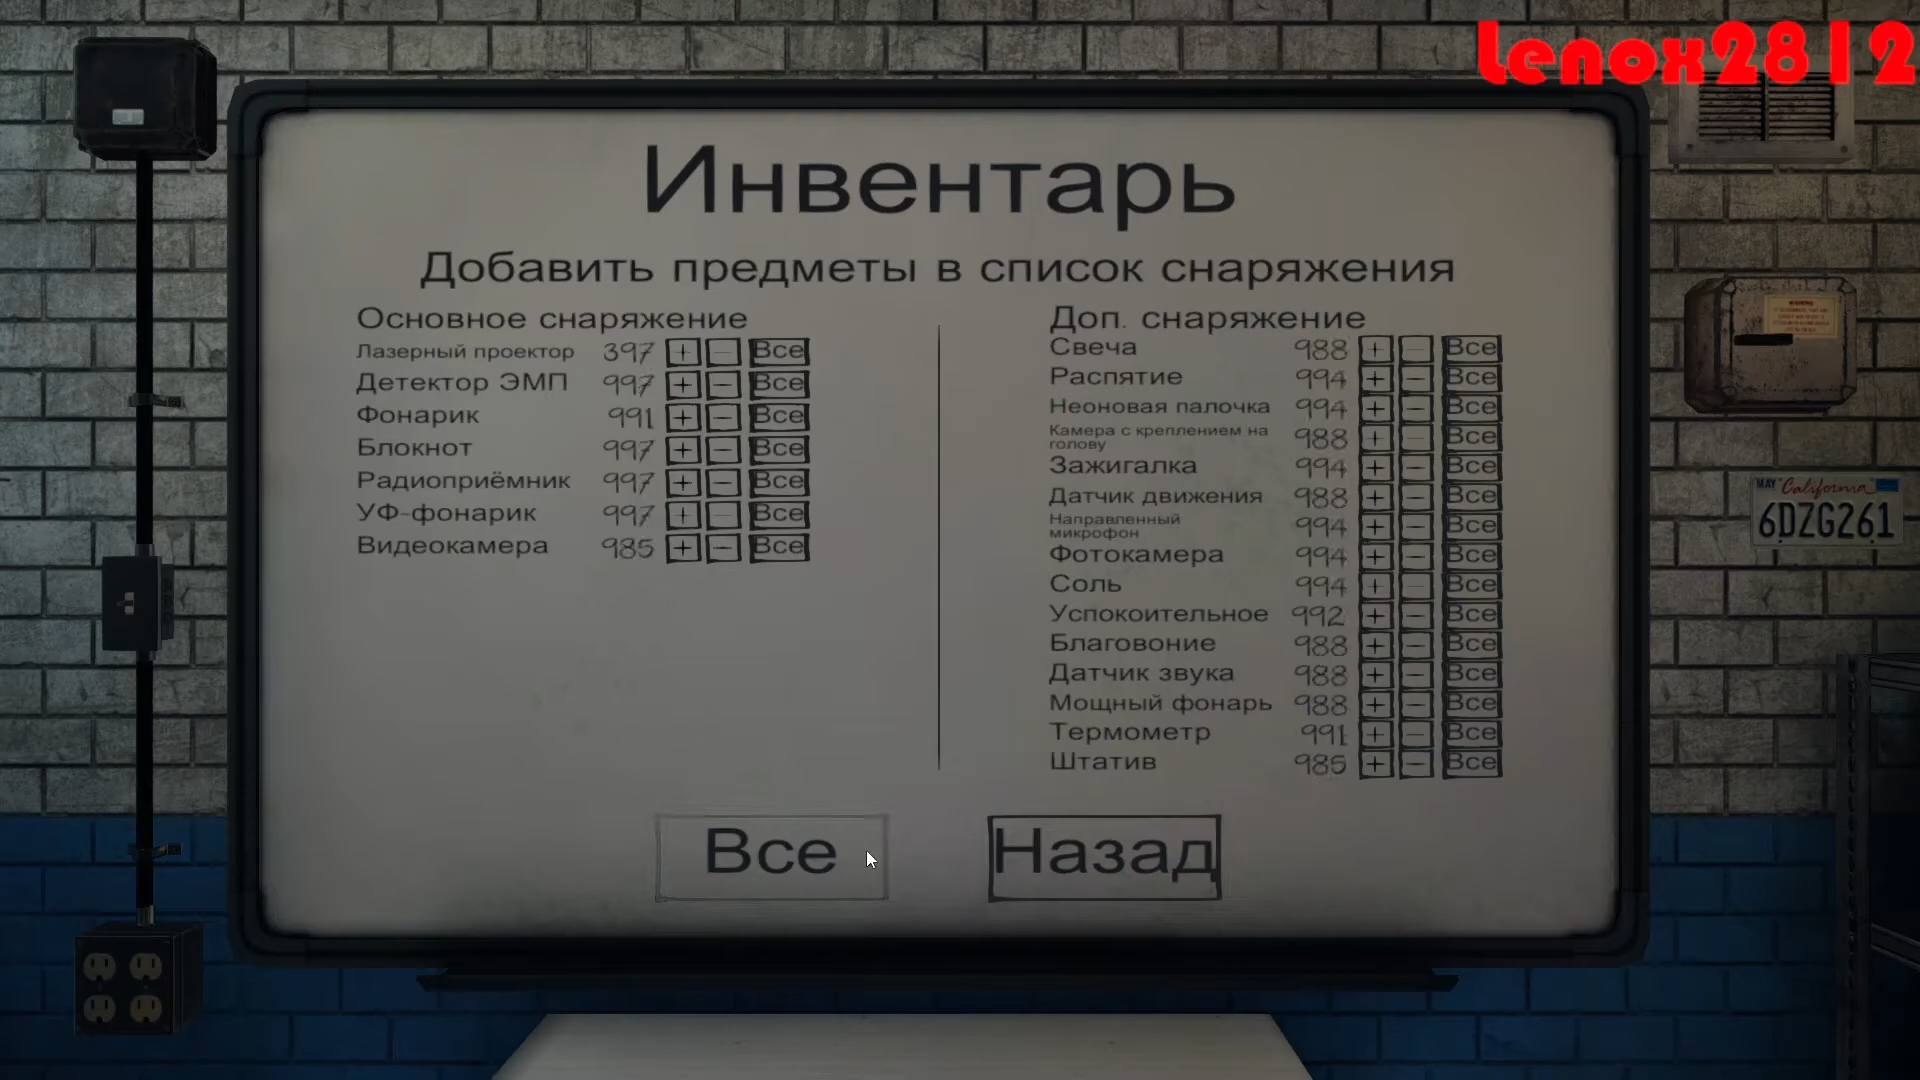 Lenox2812
Инвентарь
Добавить предметы в список снаряжения
Основное снаряжение
Лазерный проектор 397 + - Все
Детектор ЭМП 997 + - Все
Фонарик 991 + - Все
Блокнот 997 + - Все
Радиоприёмник 997 + - Все
УФ-фонарик 997 + - Все
Видеокамера 985 + - Все
Доп. снаряжение
Свеча 988 + - Все
Распятие 994 + - Все
Неоновая палочка 994 + - Все
Камера с креплением на
голову 988 + - Все
Зажигалка 994 + - Все
Датчик движения 988 + - Все
Направленный
микрофон 994 + - Все
Фотокамера 994 + - Все
Соль 994 + - Все
Успокоительное 992 + - Все
Благовоние 988 + - Все
Датчик звука 988 + - Все
Мощный фонарь 988 + - Все
Термометр 991 + - Все
Штатив 985 + - Все
Все
Назад
MAY California
6DZG261